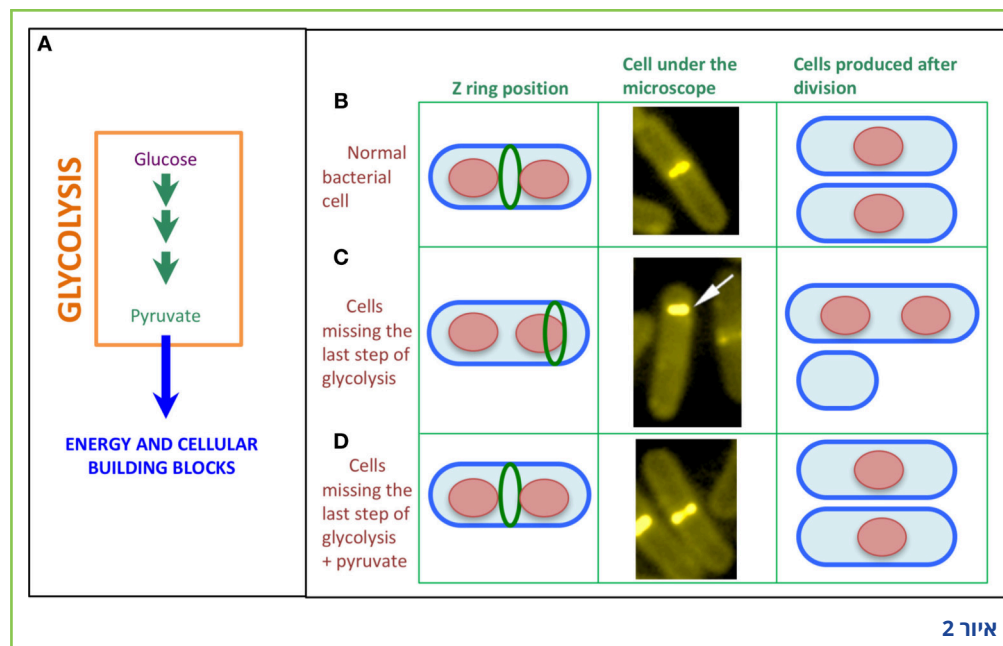 A
GLYCOLYSIS
Glucose
Pyruvate
ENERGY AND CELLULAR
BUILDING BLOCKS
Z ring position
Cell under the
microscope
Cells produced after
division
B
Normal
bacterial
cell
C
Cells
missing the
last step of
glycolysis
D
Cells
missing the
last step of
glycolysis
+ pyruvate
איור 2